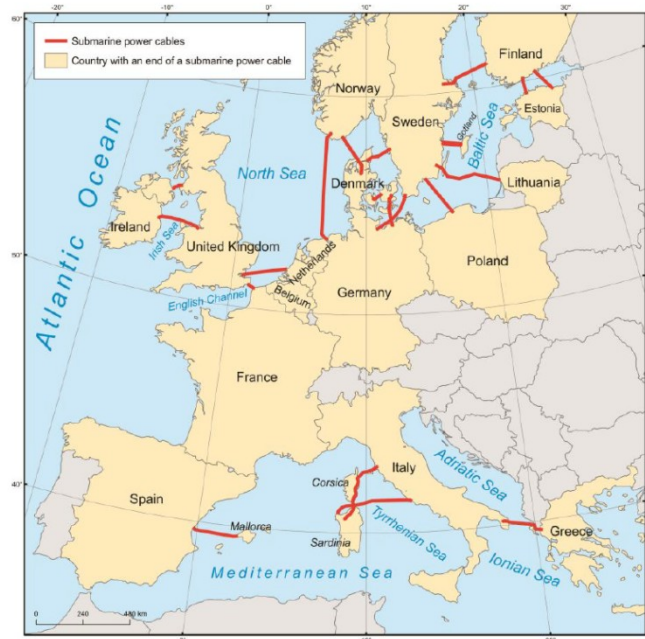 -20°
-10°
0°
10°
20°
30°
60°
Submarine power cables
Country with an end of a submarine power cable
Finland
Norway
Sweden
Estonia
Gotland
Baltic Sea
North Sea
Denmark
Lithuania
Atlantic Ocean
Ireland
Irish Sea
United Kingdom
Netherlands
Poland
50°
English Channel
Belgium
Germany
France
Italy
Adriatic Sea
Corsica
40°
Spain
Mallorca
Sardinia
Tyrrhenian Sea
Greece
Ionian Sea
Mediterranean Sea
0 240 480 km
10°
20°